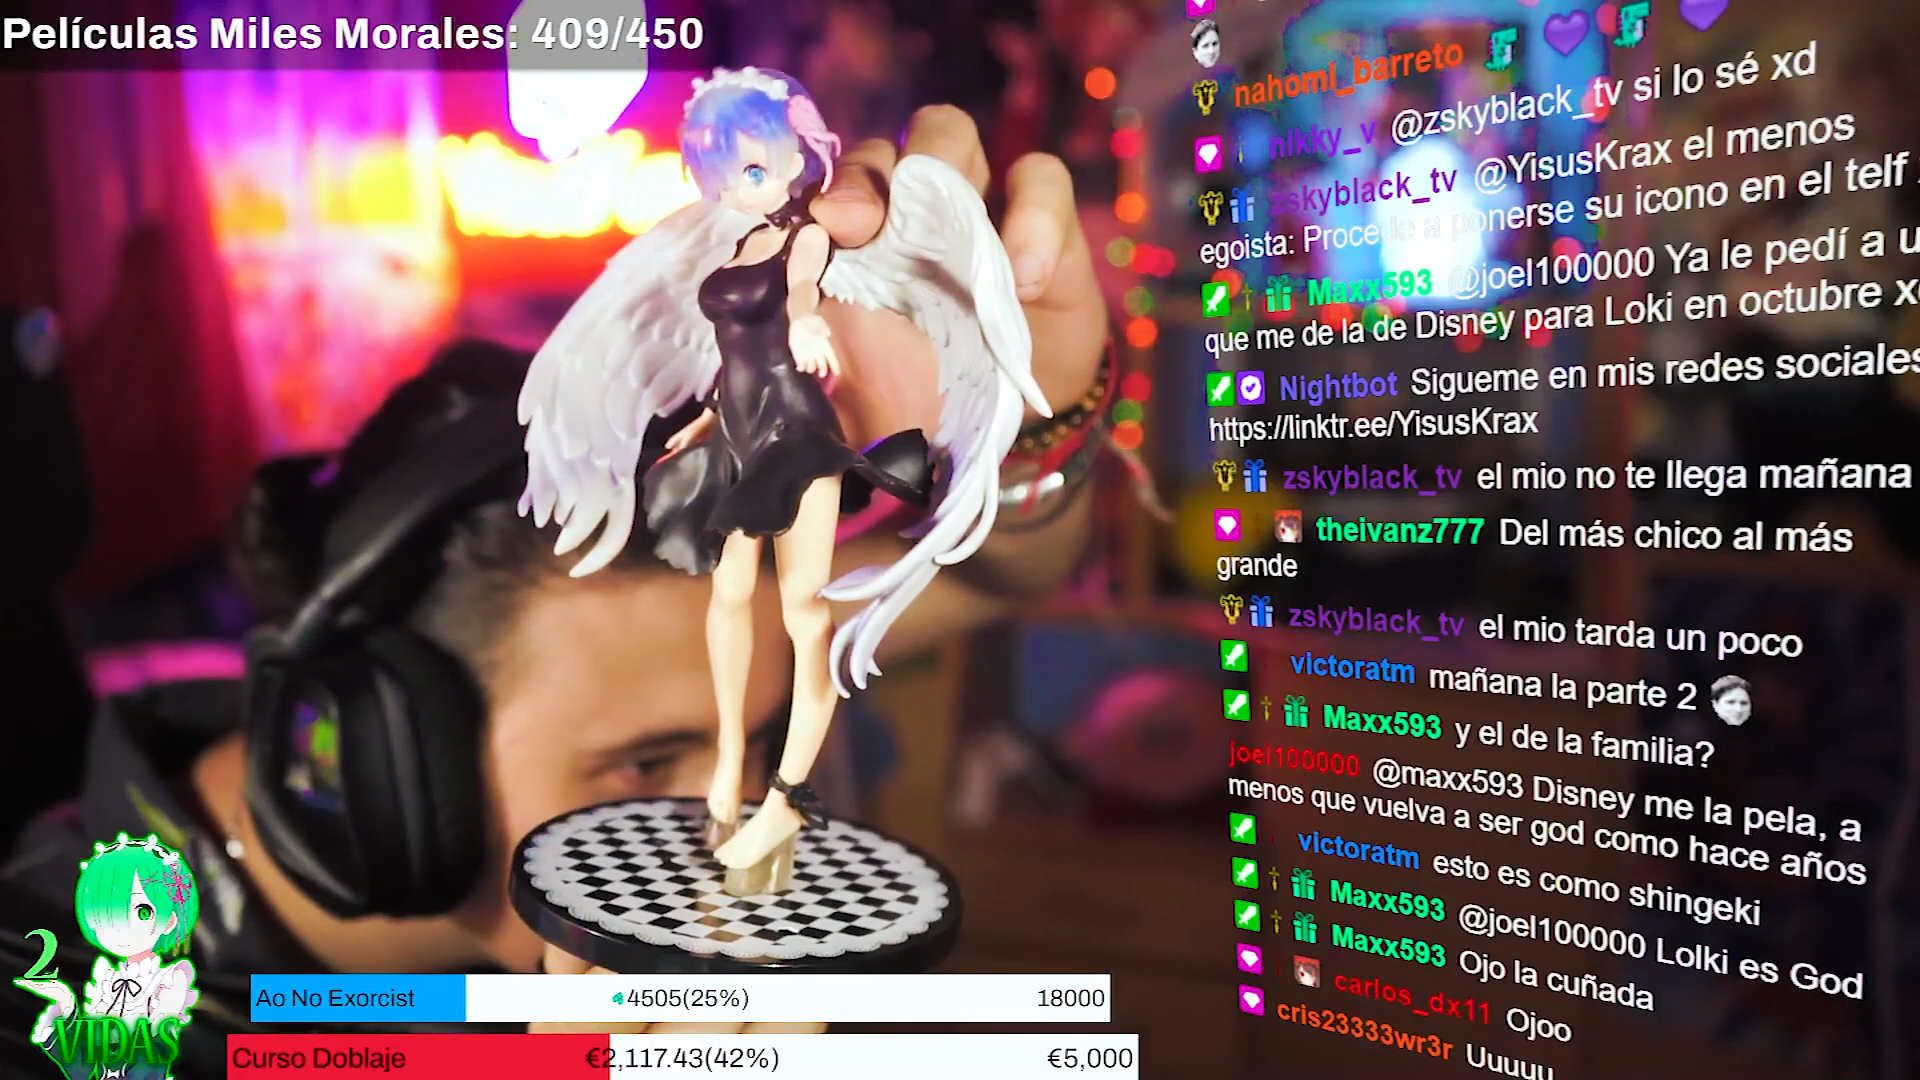 Películas Miles Morales: 409/450
nahomi_barreto
nikky_v @zskyblack_tv si lo sé xd
zskyblack_tv @YisusKrax el menos
egoista: Procede a ponerse su icono en el telf
Maxx593 @joel100000 Ya le pedí a u
que me de la de Disney para Loki en octubre x
Nightbot Sigueme en mis redes sociales
https://linktr.ee/YisusKrax
zskyblack_tv el mio no te llega mañana
theivanz777 Del más chico al más
grande
zskyblack_tv el mio tarda un poco
victoratm mañana la parte 2
Maxx593 y el de la familia?
joel100000 @maxx593 Disney me la pela, a
menos que vuelva a ser god como hace años
victoratm esto es como shingeki
Maxx593 @joel100000 Lolki es God
Maxx593 Ojo la cuñada
carlos_dx11 Ojoo
cris23333wr3r Uuuuu
2
VIDAS
Ao No Exorcist 4505(25%) 18000
Curso Doblaje €2,117.43(42%) €5,000